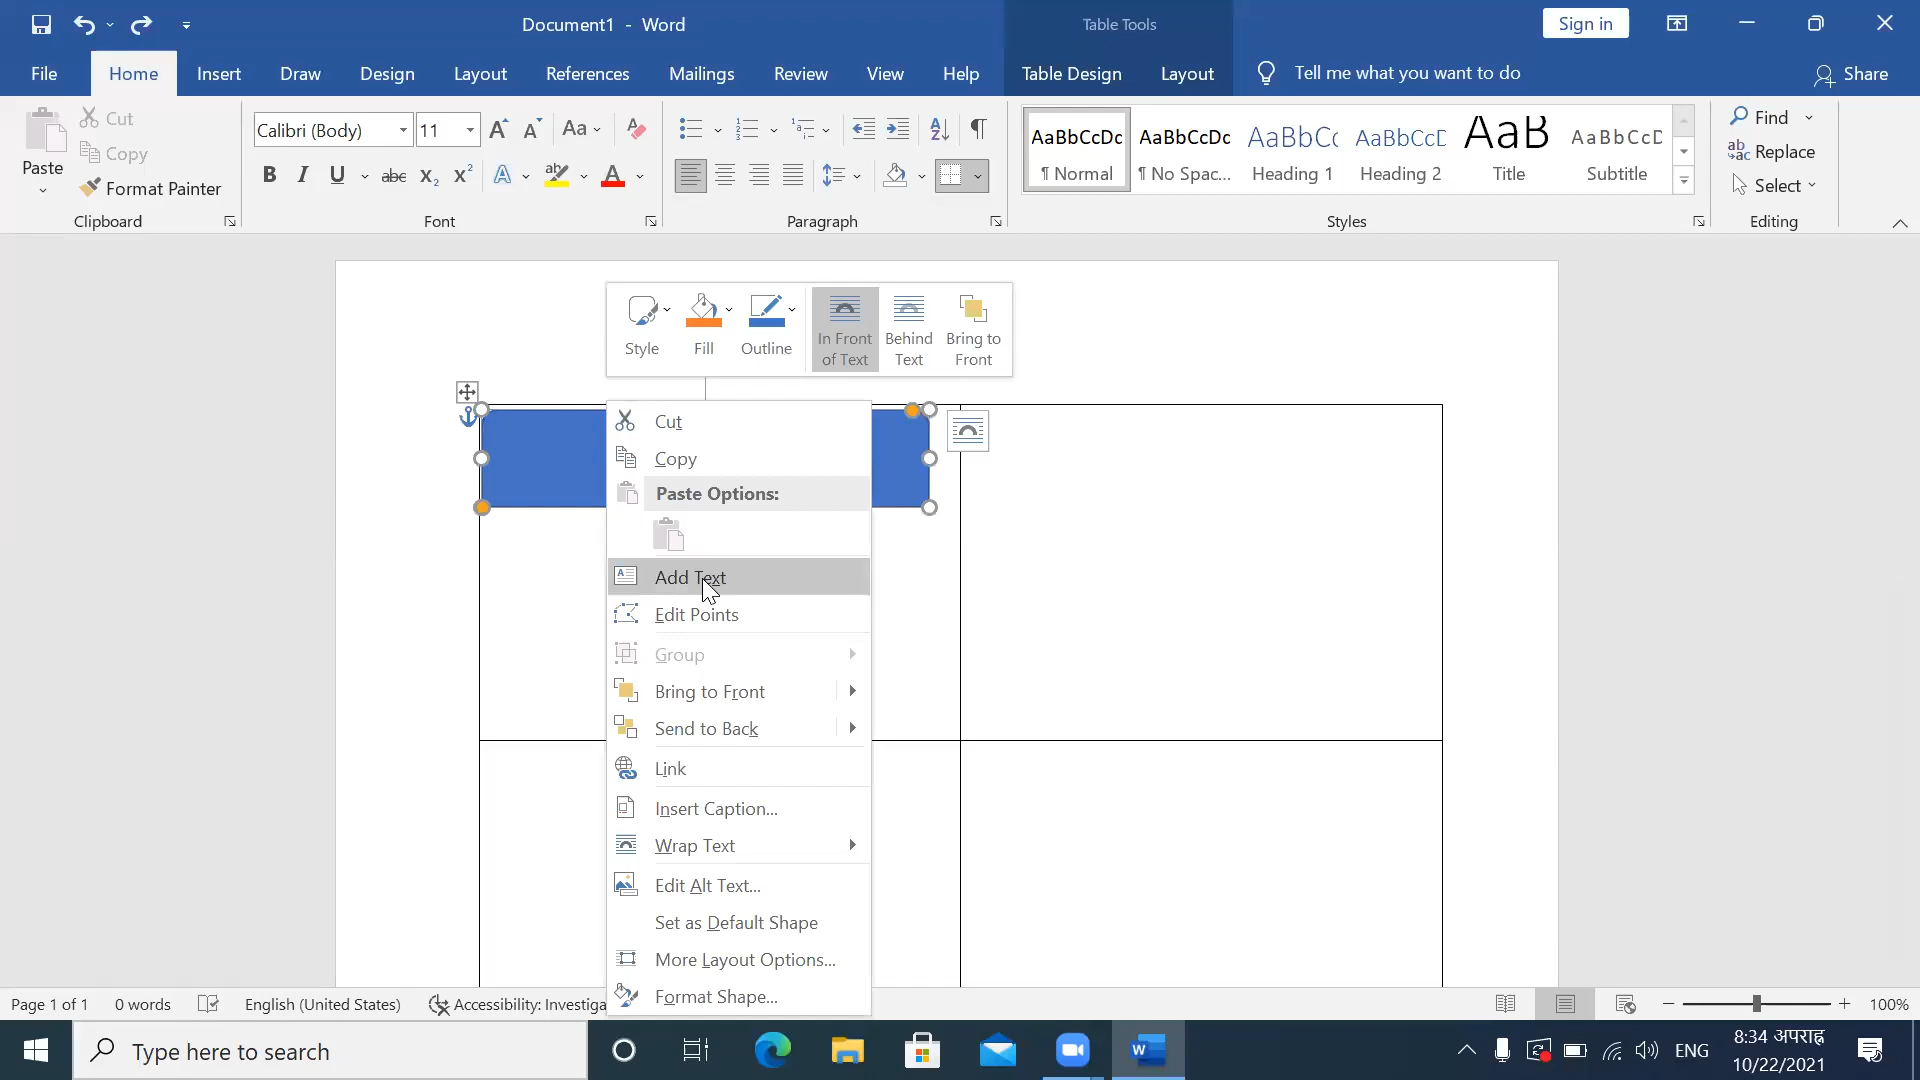 Document1 - Word
Table Tools
Sign in
File
Home
Insert
Draw
Design
Layout
References
Mailings
Review
View
Help
Table Design
Layout
Tell me what you want to do
Share
Paste
Cut
Copy
Format Painter
Clipboard
Calibri (Body)
11
Font
Paragraph
AaBbCcDc
¶ Normal
AaBbCcDc
¶ No Spac...
AaBbC
Heading 1
AaBbCcD
Heading 2
AaB
Title
AaBbCcD
Subtitle
Styles
Find
Replace
Select
Editing
Style
Fill
Outline
In Front
of Text
Behind
Text
Bring to
Front
Cut
Copy
Paste Options:
Add Text
Edit Points
Group
Bring to Front
Send to Back
Link
Insert Caption...
Wrap Text
Edit Alt Text...
Set as Default Shape
More Layout Options...
Format Shape...
Page 1 of 1
0 words
English (United States)
Accessibility: Investiga
100%
Type here to search
ENG
8:34 अपराह्न
10/22/2021